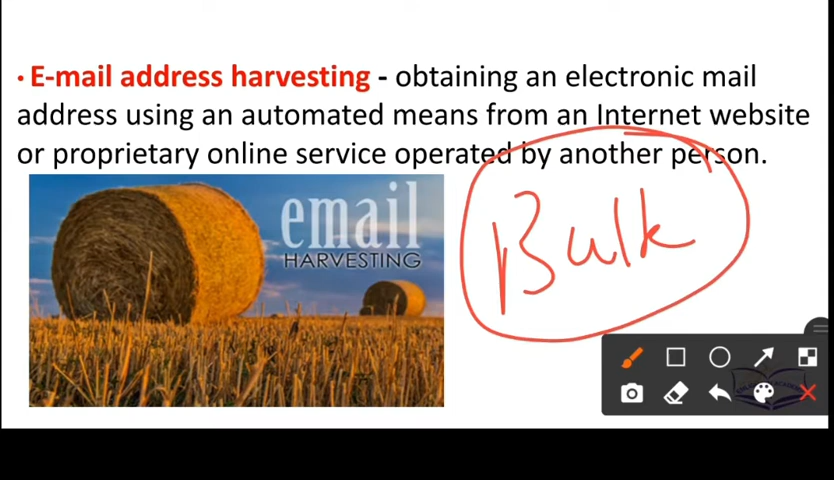 • E-mail address harvesting - obtaining an electronic mail
address using an automated means from an Internet website
or proprietary online service operated by another person.
email
HARVESTING
Bulk